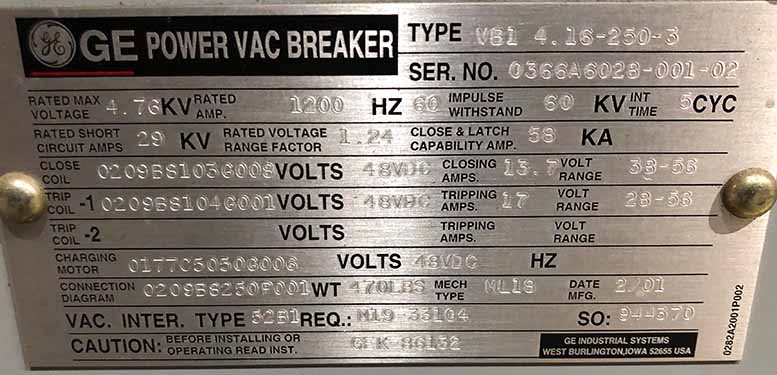 GE POWER VAC BREAKER TYPE VB1 4.16-250-3
SER. NO. 0366A6028-001-02
RATED MAX VOLTAGE 4.76 KV RATED AMP. 1200 HZ 60 IMPULSE WITHSTAND 60 KV INT TIME 5 CYC
RATED SHORT CIRCUIT AMPS 29 KV RATED VOLTAGE RANGE FACTOR 1.24 CLOSE & LATCH CAPABILITY AMP. 58 KA
CLOSE COIL 0209B8103G008 VOLTS 48VDC CLOSING AMPS. 13.7 VOLT RANGE 38-56
TRIP COIL -1 0209B8104G001 VOLTS 48VDC TRIPPING AMPS. 17 VOLT RANGE 28-56
TRIP COIL -2 VOLTS TRIPPING AMPS. VOLT RANGE
CHARGING MOTOR 0177C5050G006 VOLTS 48VDC HZ
CONNECTION DIAGRAM 0209B8250P001 WT 470LBS MECH TYPE ML18 DATE MFG. 2/01
VAC. INTER. TYPE 52B1 REQ.: M19 33104 SO: 944370
CAUTION: BEFORE INSTALLING OR OPERATING READ INST. GEK-86132
GE INDUSTRIAL SYSTEMS
WEST BURLINGTON,IOWA 52655 USA
0282A2001P002